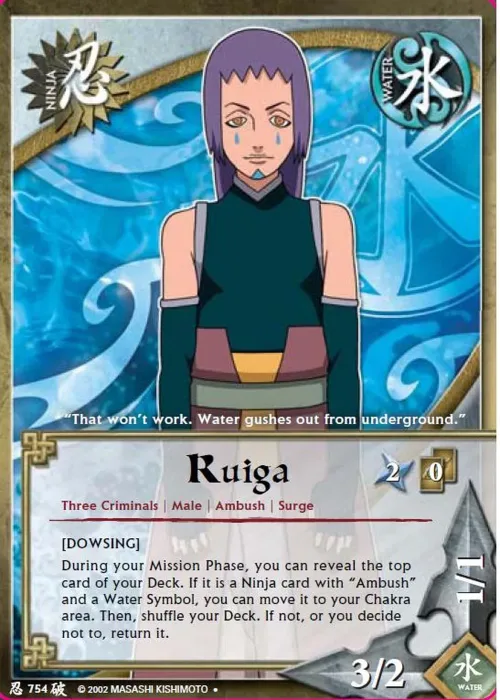 忍
NINJA
WATER
水
"That won't work. Water gushes out from underground."
Ruiga
2
0
Three Criminals | Male | Ambush | Surge
[DOWSING]
During your Mission Phase, you can reveal the top
card of your Deck. If it is a Ninja card with "Ambush"
and a Water Symbol, you can move it to your Chakra
area. Then, shuffle your Deck. If not, or you decide
not to, return it.
1/1
3/2
水
WATER
忍 754 破 © 2002 MASASHI KISHIMOTO •